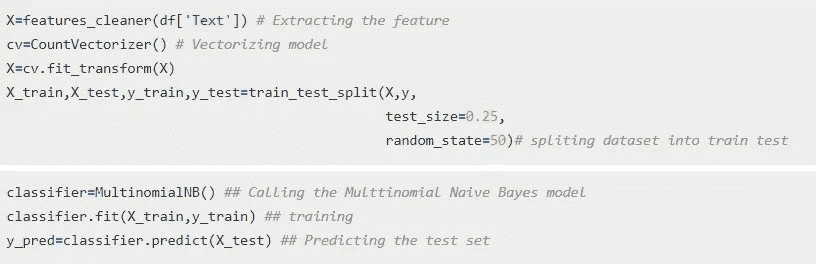 X=features_cleaner(df['Text']) # Extracting the feature
cv=CountVectorizer() # Vectorizing model
X=cv.fit_transform(X)
X_train,X_test,y_train,y_test=train_test_split(X,y,
test_size=0.25,
random_state=50)# spliting dataset into train test
classifier=MultinomialNB() ## Calling the Multtinomial Naive Bayes model
classifier.fit(X_train,y_train) ## training
y_pred=classifier.predict(X_test) ## Predicting the test set